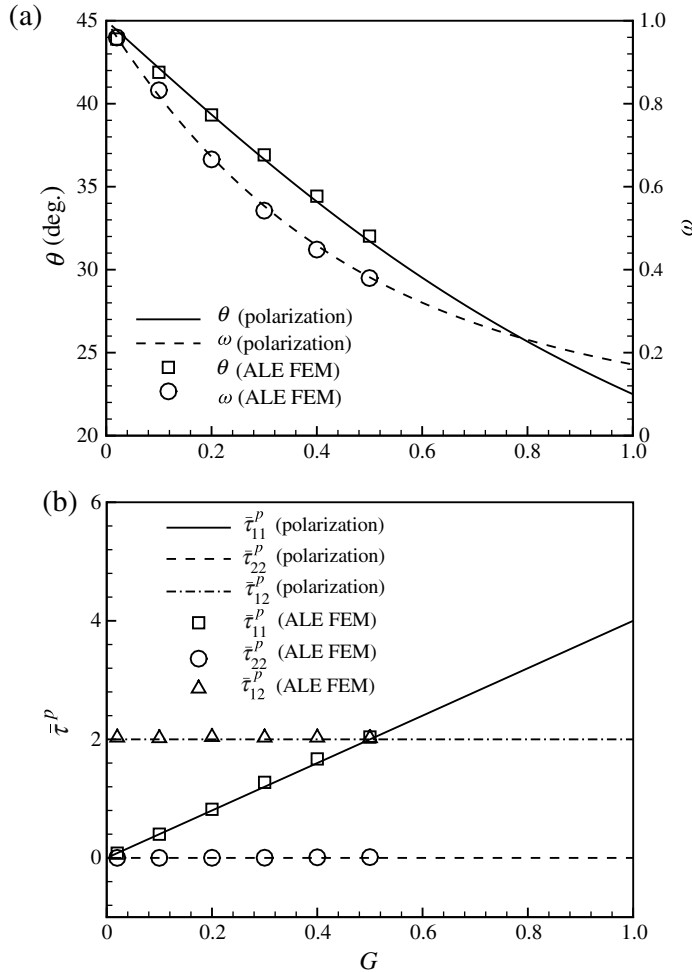 (a)
45
40
35
30
25
20
θ (deg.)
1.0
0.8
0.6
0.4
0.2
0
ω
θ (polarization)
ω (polarization)
θ (ALE FEM)
ω (ALE FEM)
0 0.2 0.4 0.6 0.8 1.0
(b)
6
4
2
0
τ̄^p
τ̄^p_11 (polarization)
τ̄^p_22 (polarization)
τ̄^p_12 (polarization)
τ̄^p_11 (ALE FEM)
τ̄^p_22 (ALE FEM)
τ̄^p_12 (ALE FEM)
0 0.2 0.4 0.6 0.8 1.0
G